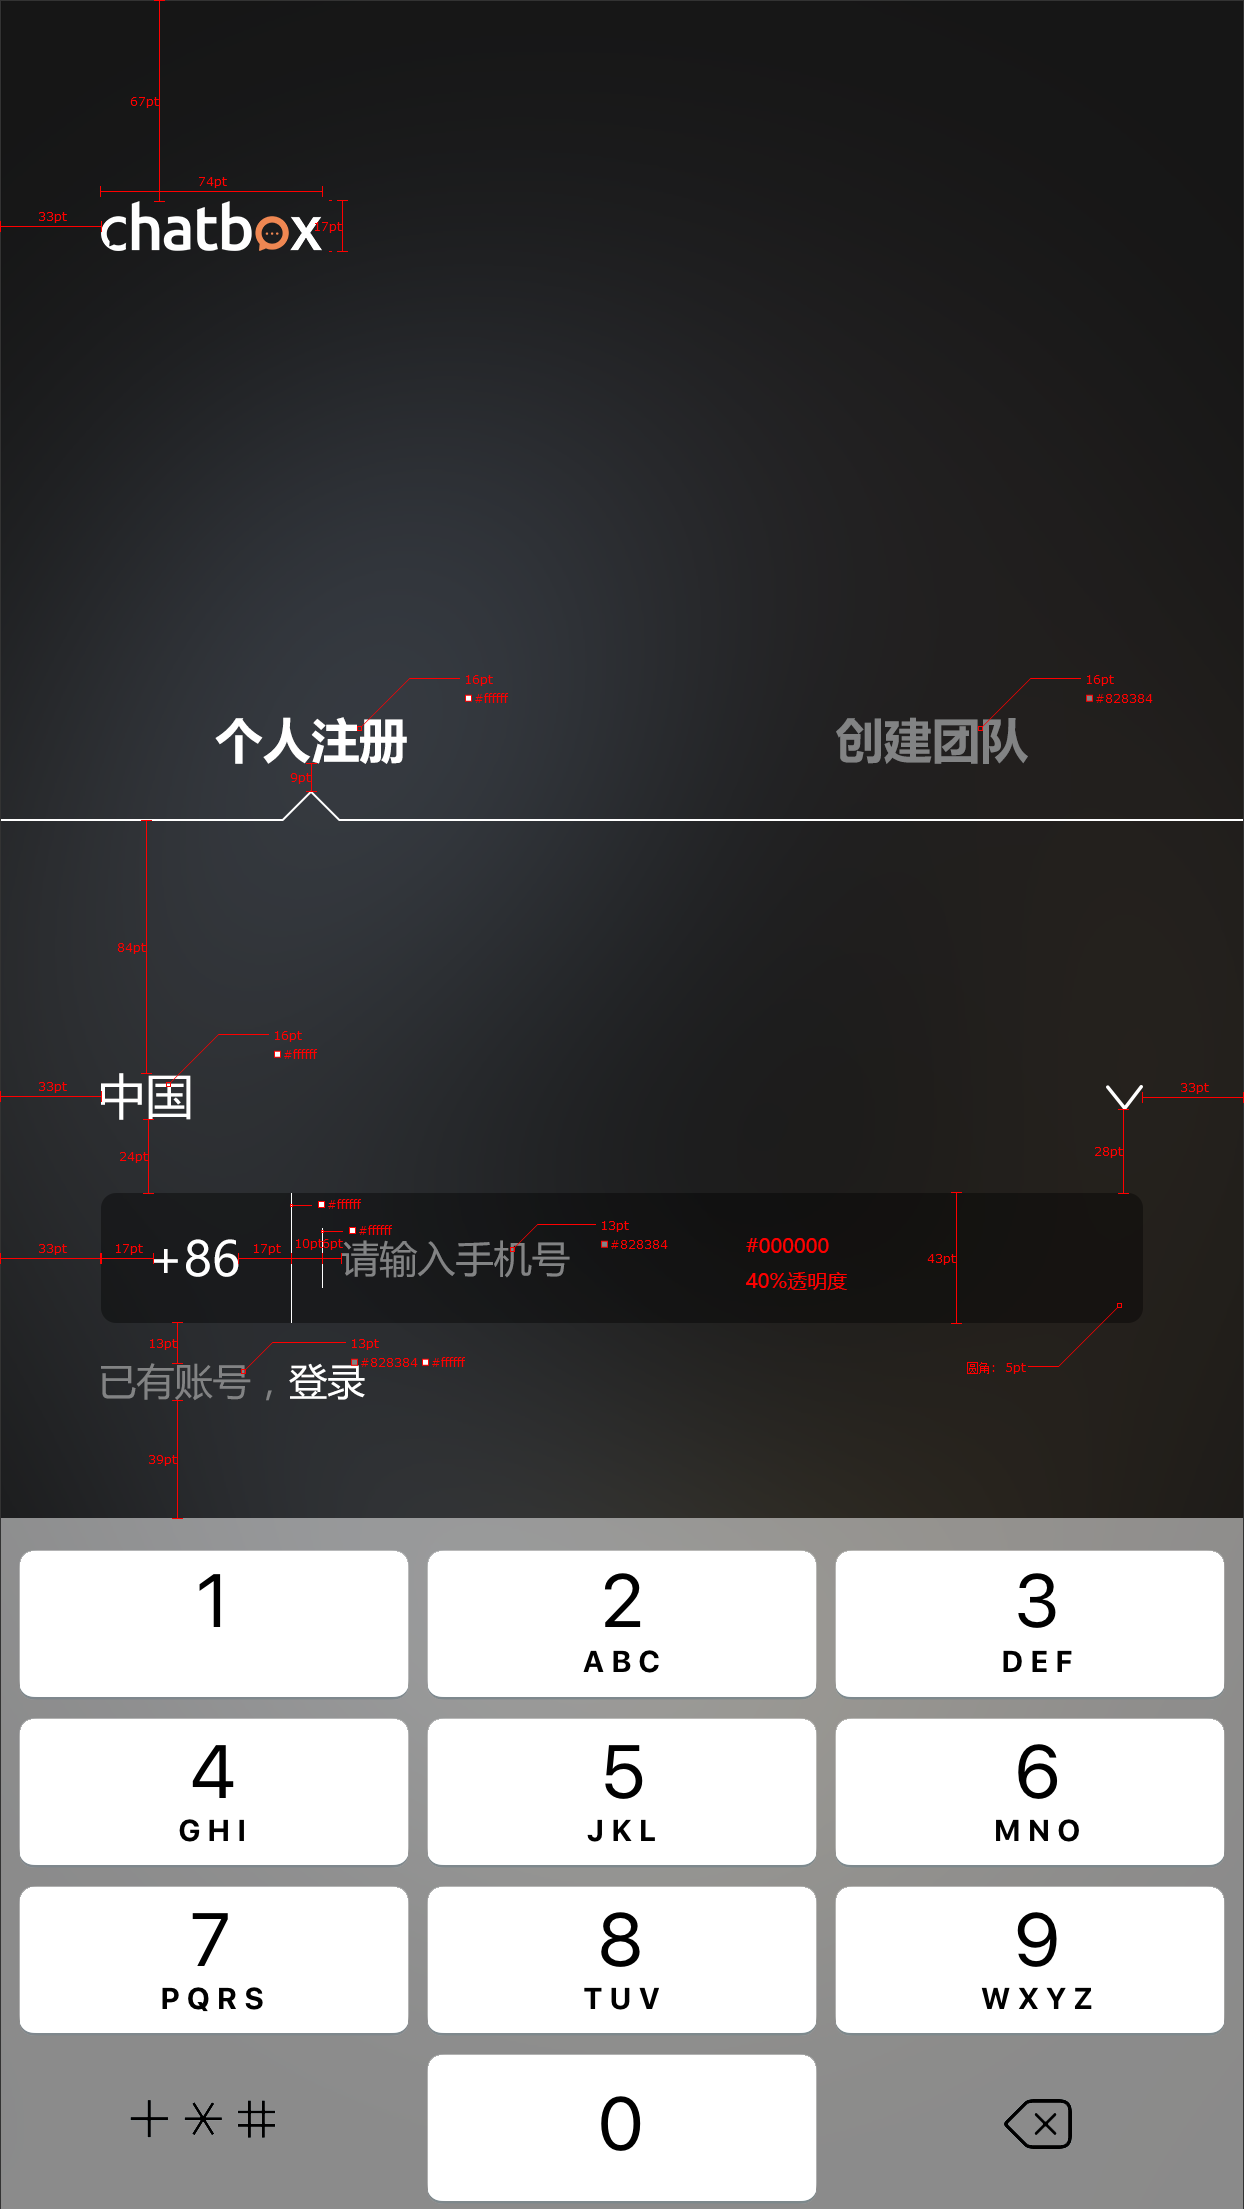 67pt
74pt
33pt
chatbox
17pt
16pt
#ffffff
16pt
#828384
个人注册
创建团队
9pt
84pt
16pt
#ffffff
33pt
中国
33pt
24pt
28pt
#ffffff
#ffffff
13pt
#828384
33pt
17pt
+86
17pt
10pt
6pt
请输入手机号
#000000
40%透明度
43pt
13pt
13pt
#828384
#ffffff
圆角: 5pt
已有账号，登录
39pt
1
2
3
ABC
DEF
4
5
6
GHI
JKL
MNO
7
8
9
PQRS
TUV
WXYZ
+*#
0